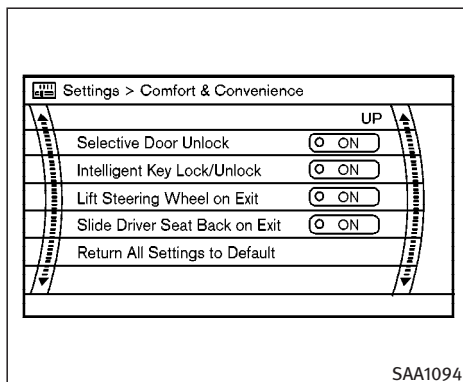 Settings > Comfort & Convenience
UP
Selective Door Unlock ON
Intelligent Key Lock/Unlock ON
Lift Steering Wheel on Exit ON
Slide Driver Seat Back on Exit ON
Return All Settings to Default
SAA1094